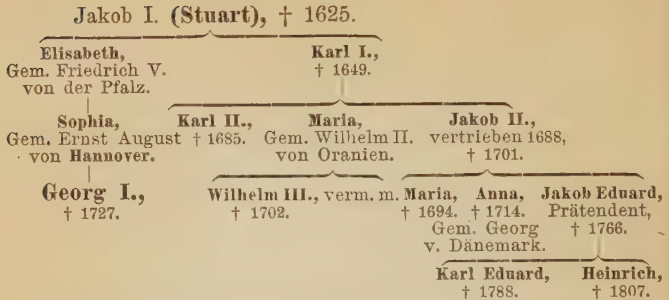 Jakob I. (Stuart), † 1625.
Elisabeth, Karl I.,
Gem. Friedrich V. † 1649.
von der Pfalz.
Sophia, Karl II., Maria, Jakob II.,
Gem. Ernst August † 1685. Gem. Wilhelm II. vertrieben 1688,
von Hannover. von Oranien. † 1701.
Georg I., Wilhelm III., verm. m. Maria, Anna, Jakob Eduard,
† 1727. † 1702. † 1694. † 1714. Prätendent,
Gem. Georg † 1766.
v. Dänemark.
Karl Eduard, Heinrich,
† 1788. † 1807.